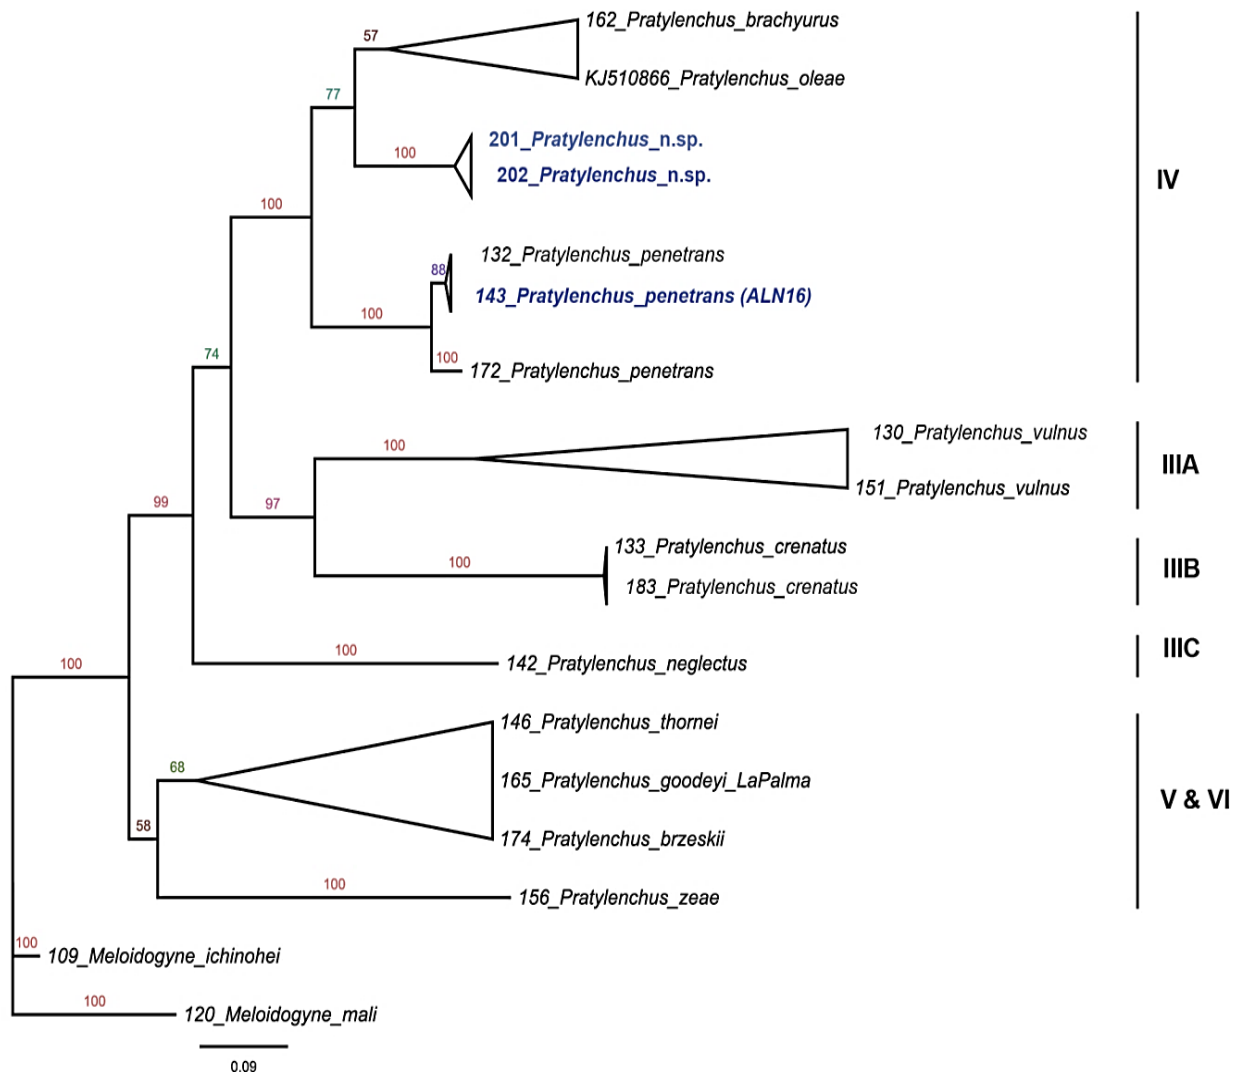 162_Pratylenchus_brachyurus
57
KJ510866_Pratylenchus_oleae
77
201_Pratylenchus_n.sp.
100
202_Pratylenchus_n.sp.
IV
100
132_Pratylenchus_penetrans
88
143_Pratylenchus_penetrans (ALN16)
100
100
172_Pratylenchus_penetrans
74
130_Pratylenchus_vulnus
100
IIIA
151_Pratylenchus_vulnus
99
97
133_Pratylenchus_crenatus
100
IIIB
183_Pratylenchus_crenatus
100
142_Pratylenchus_neglectus
IIIC
100
146_Pratylenchus_thornei
68
165_Pratylenchus_goodeyi_LaPalma
V & VI
58
174_Pratylenchus_brzeskii
100
156_Pratylenchus_zeae
100
109_Meloidogyne_ichinohei
100
120_Meloidogyne_mali
0.09